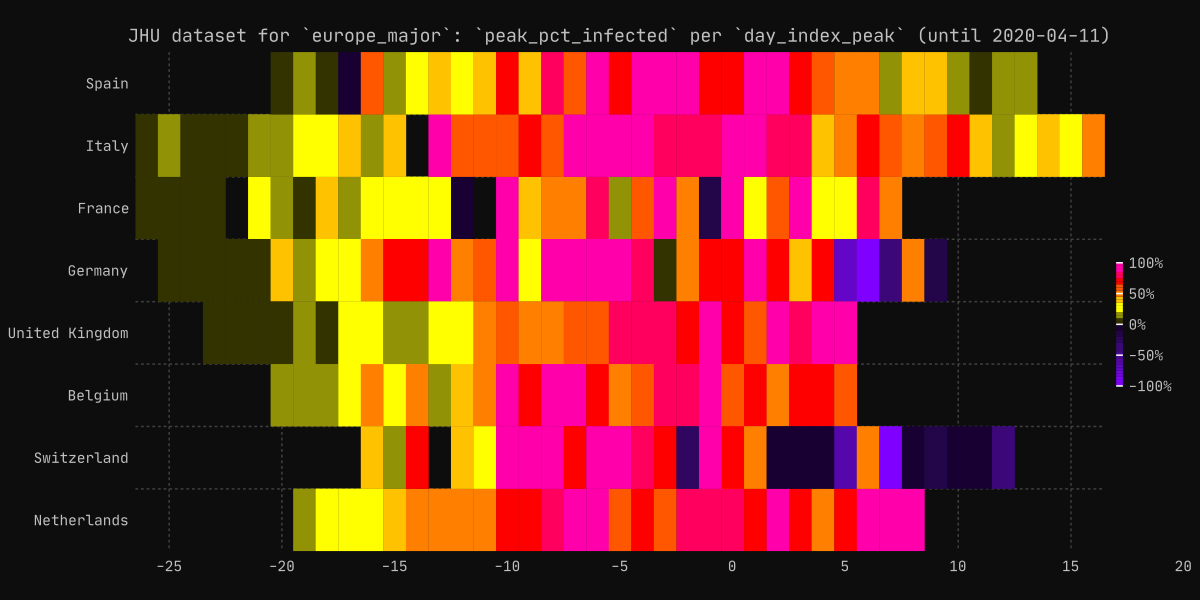 JHU dataset for `europe_major`: `peak_pct_infected` per `day_index_peak` (until 2020-04-11)
Spain
Italy
France
Germany
United Kingdom
Belgium
Switzerland
Netherlands
100%
50%
0%
-50%
-100%
-25 -20 -15 -10 -5 0 5 10 15 20